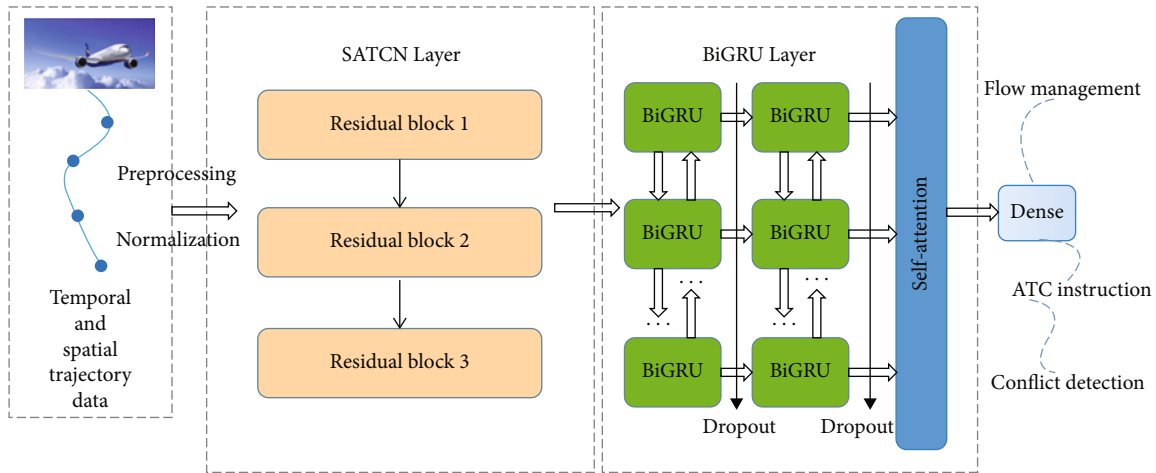 Temporal
and
spatial
trajectory
data
Preprocessing
Normalization
SATCN Layer
Residual block 1
Residual block 2
Residual block 3
BiGRU Layer
BiGRU
BiGRU
BiGRU
BiGRU
. . .
. . .
. . .
. . .
BiGRU
BiGRU
Dropout
Dropout
Self-attention
Dense
Flow management
ATC instruction
Conflict detection